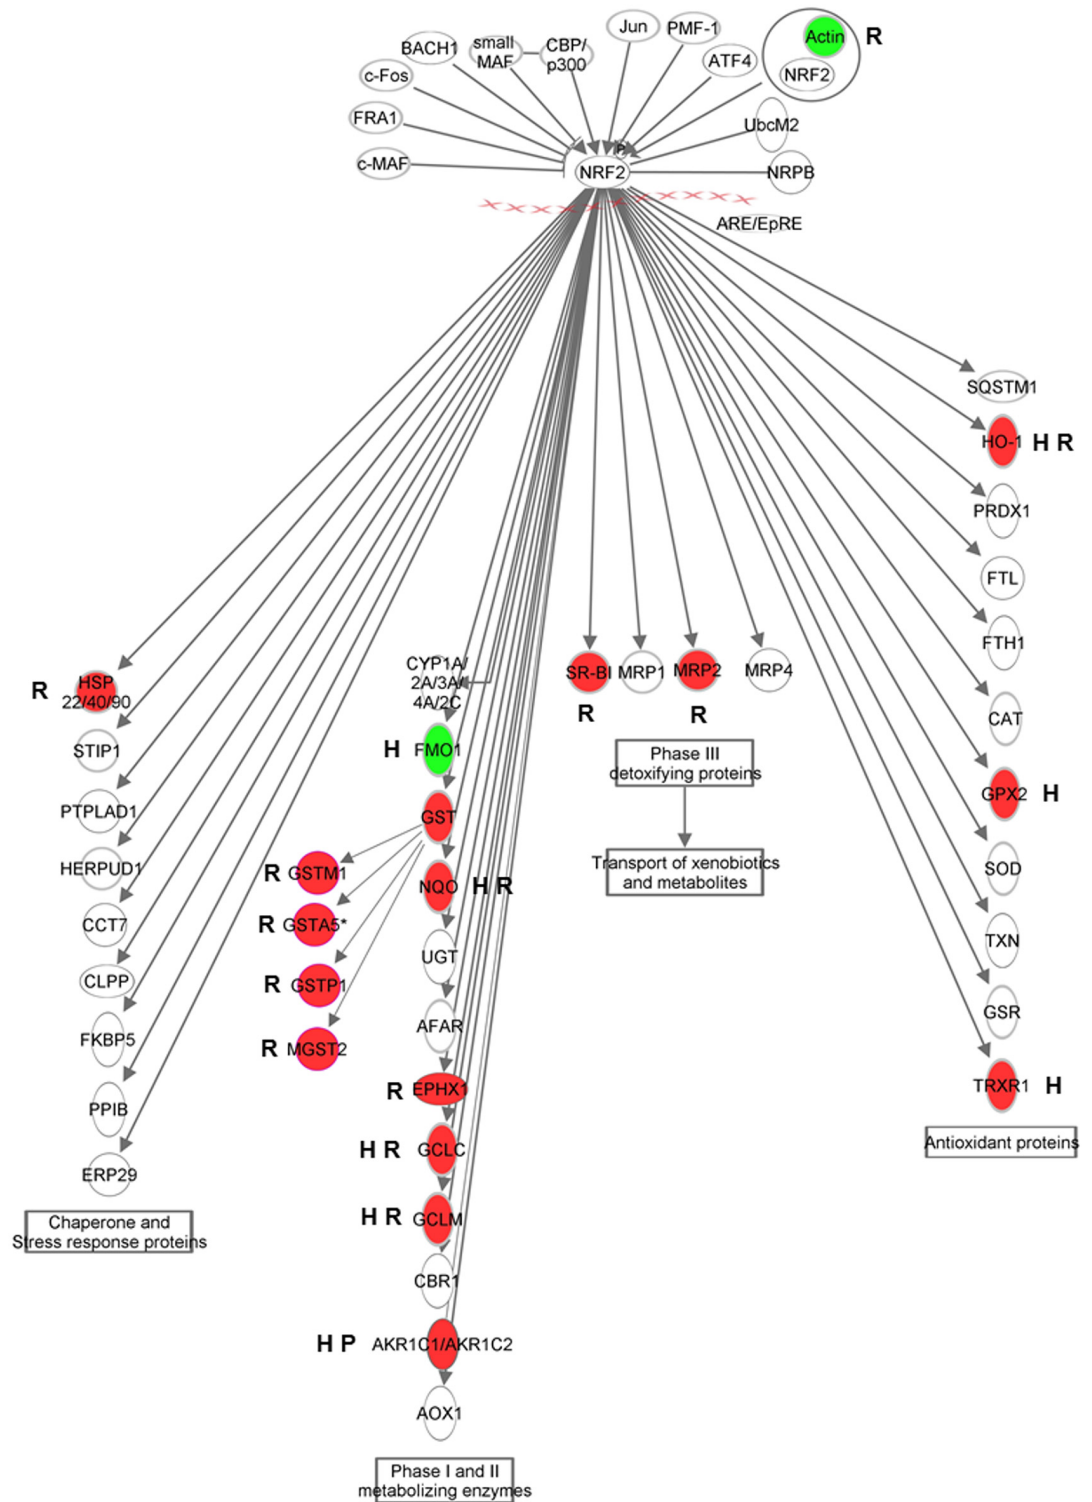 Jun
PMF-1
Actin
R
BACH1
small
MAF
CBP/
p300
ATF4
NRF2
c-Fos
FRA1
UbcM2
c-MAF
P
NRF2
NRPB
ARE/EpRE
SQSTM1
HO-1 H R
PRDX1
FTL
FTH1
CAT
GPX2 H
SOD
TXN
GSR
TRXR1 H
Antioxidant proteins
SR-BI
MRP1
MRP2
MRP4
R
R
Phase III
detoxifying proteins
Transport of xenobiotics
and metabolites
R HSP
22/40/90
STIP1
PTPLAD1
HERPUD1
CCT7
CLPP
FKBP5
PPIB
ERP29
Chaperone and
Stress response proteins
CYP1A/
2A/3A/
4A/2C
H FMO1
GST
R GSTM1
R GSTA5*
R GSTP1
R MGST2
NQO H R
UGT
AFAR
R EPHX1
H R GCLC
H R GCLM
CBR1
H P AKR1C1/AKR1C2
AOX1
Phase I and II
metabolizing enzymes